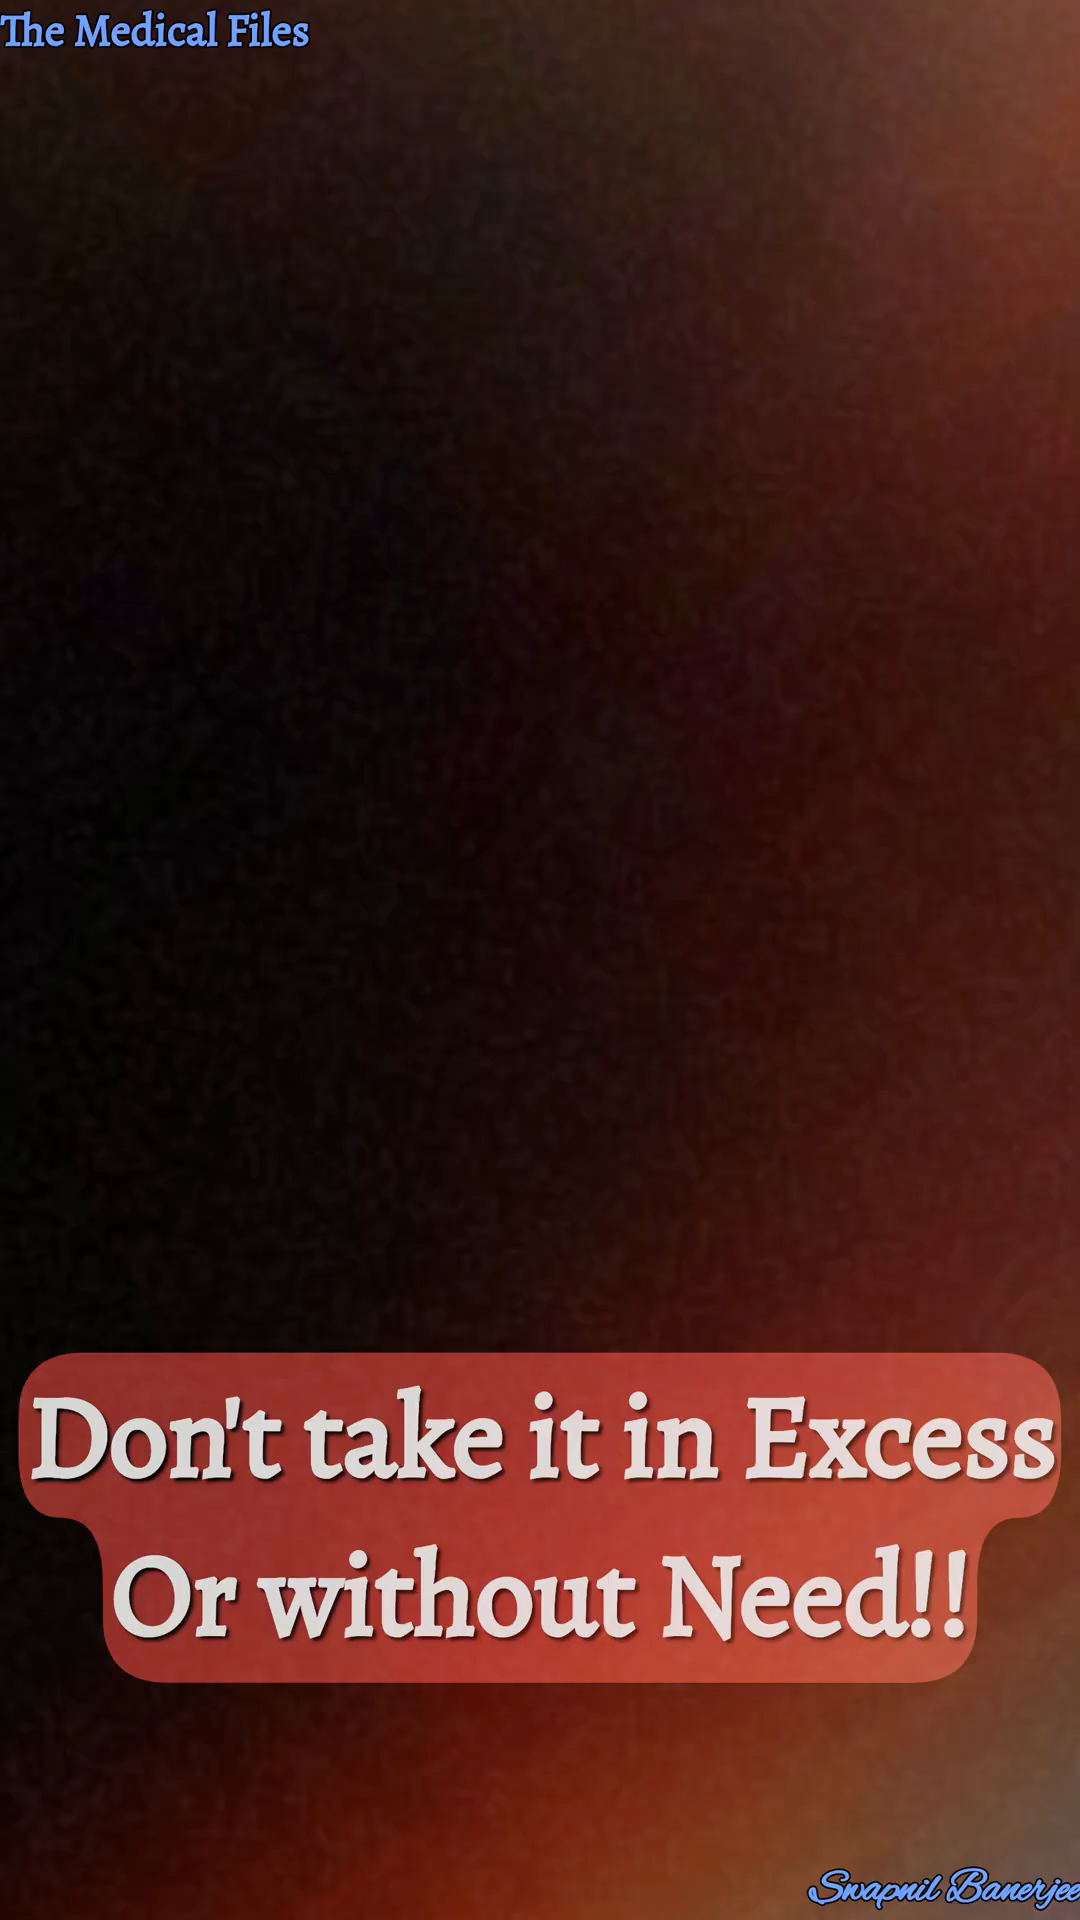 The Medical Files
Don't take it in Excess
Or without Need!!
Swapnil Banerjee